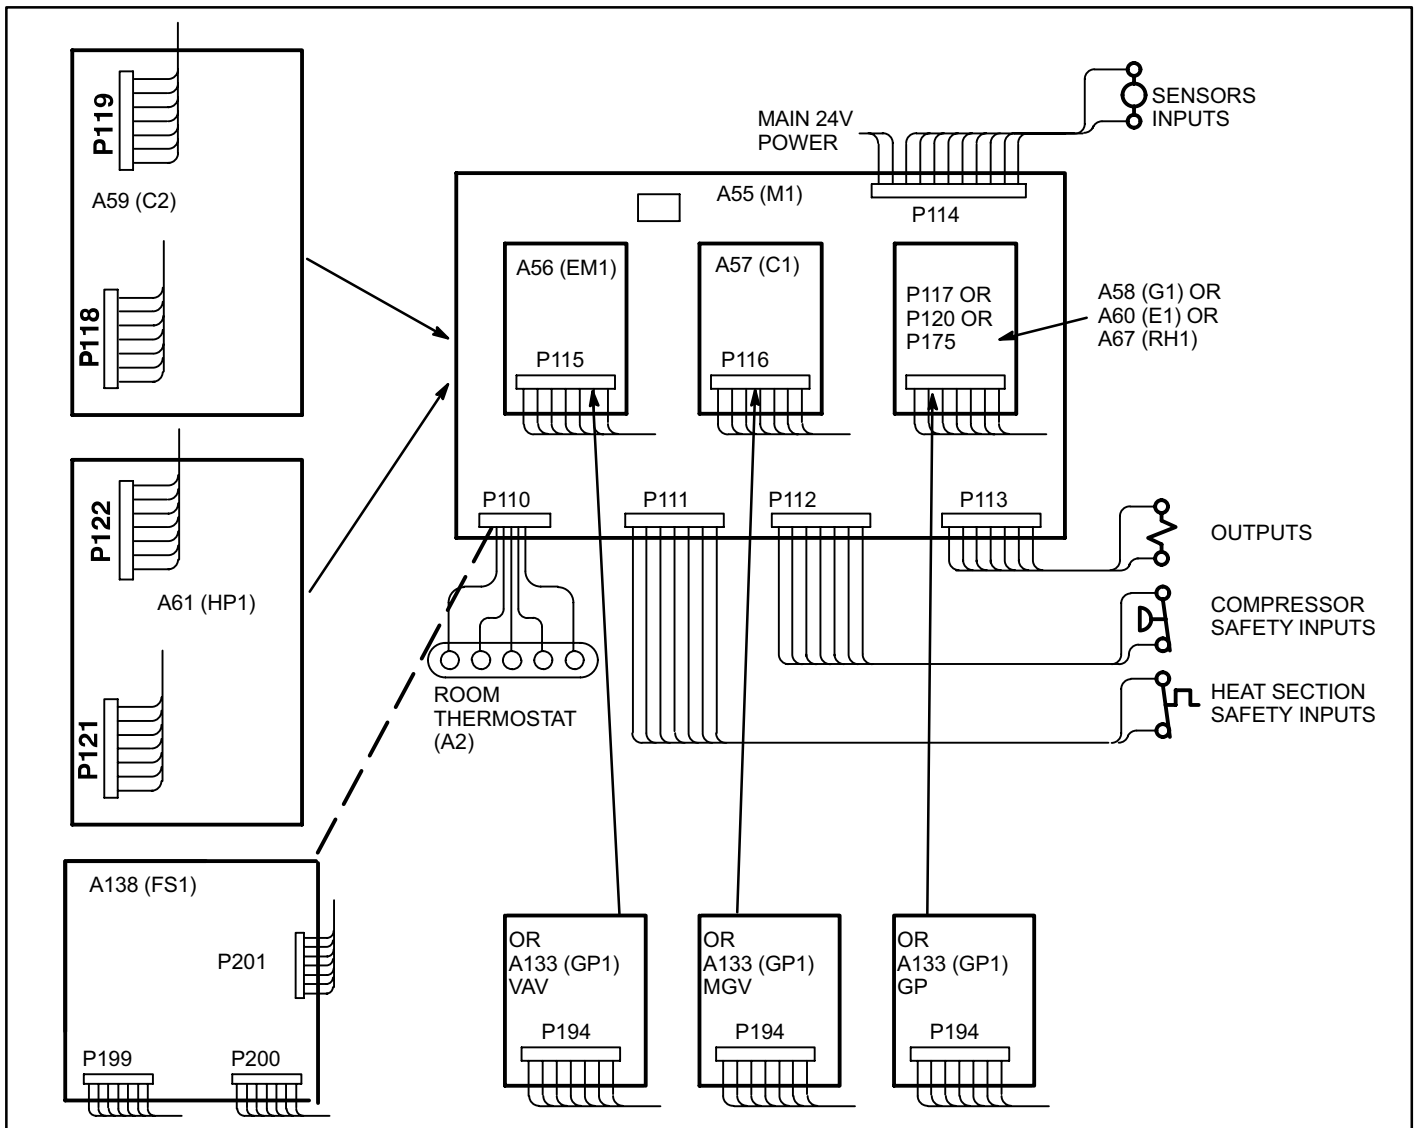 P119
A59 (C2)
P118
MAIN 24V
POWER
SENSORS
INPUTS
A55 (M1)
P114
A56 (EM1)
P115
A57 (C1)
P116
P117 OR
P120 OR
P175
A58 (G1) OR
A60 (E1) OR
A67 (RH1)
P122
A61 (HP1)
P121
P110
P111
P112
P113
OUTPUTS
COMPRESSOR
SAFETY INPUTS
HEAT SECTION
SAFETY INPUTS
ROOM
THERMOSTAT
(A2)
A138 (FS1)
P201
P199
P200
OR
A133 (GP1)
VAV
P194
OR
A133 (GP1)
MGV
P194
OR
A133 (GP1)
GP
P194